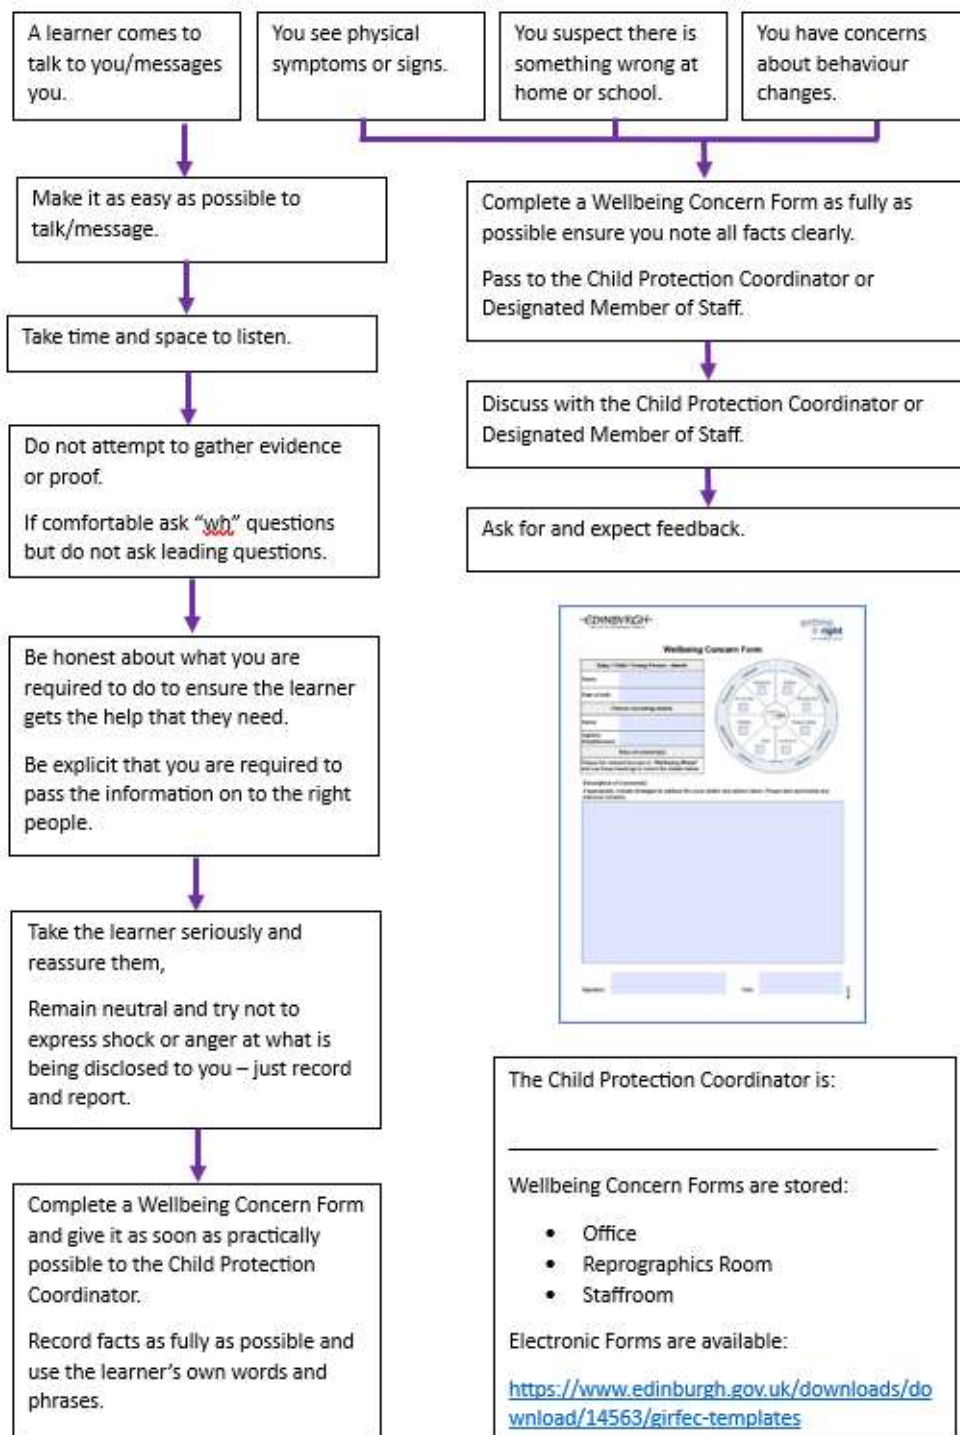 A learner comes to
talk to you/messages
you.
You see physical
symptoms or signs.
You suspect there is
something wrong at
home or school.
You have concerns
about behaviour
changes.
Make it as easy as possible to
talk/message.
Take time and space to listen.
Do not attempt to gather evidence
or proof.
If comfortable ask “wh” questions
but do not ask leading questions.
Be honest about what you are
required to do to ensure the learner
gets the help that they need.
Be explicit that you are required to
pass the information on to the right
people.
Take the learner seriously and
reassure them,
Remain neutral and try not to
express shock or anger at what is
being disclosed to you – just record
and report.
Complete a Wellbeing Concern Form
and give it as soon as practically
possible to the Child Protection
Coordinator.
Record facts as fully as possible and
use the learner’s own words and
phrases.
Complete a Wellbeing Concern Form as fully as
possible ensure you note all facts clearly.
Pass to the Child Protection Coordinator or
Designated Member of Staff.
Discuss with the Child Protection Coordinator or
Designated Member of Staff.
Ask for and expect feedback.
·EDINBVRGH·
Wellbeing Concern Form
Name
Name
The Child Protection Coordinator is:
Wellbeing Concern Forms are stored:
• Office
• Reprographics Room
• Staffroom
Electronic Forms are available:
https://www.edinburgh.gov.uk/downloads/do
wnload/14563/girfec-templates